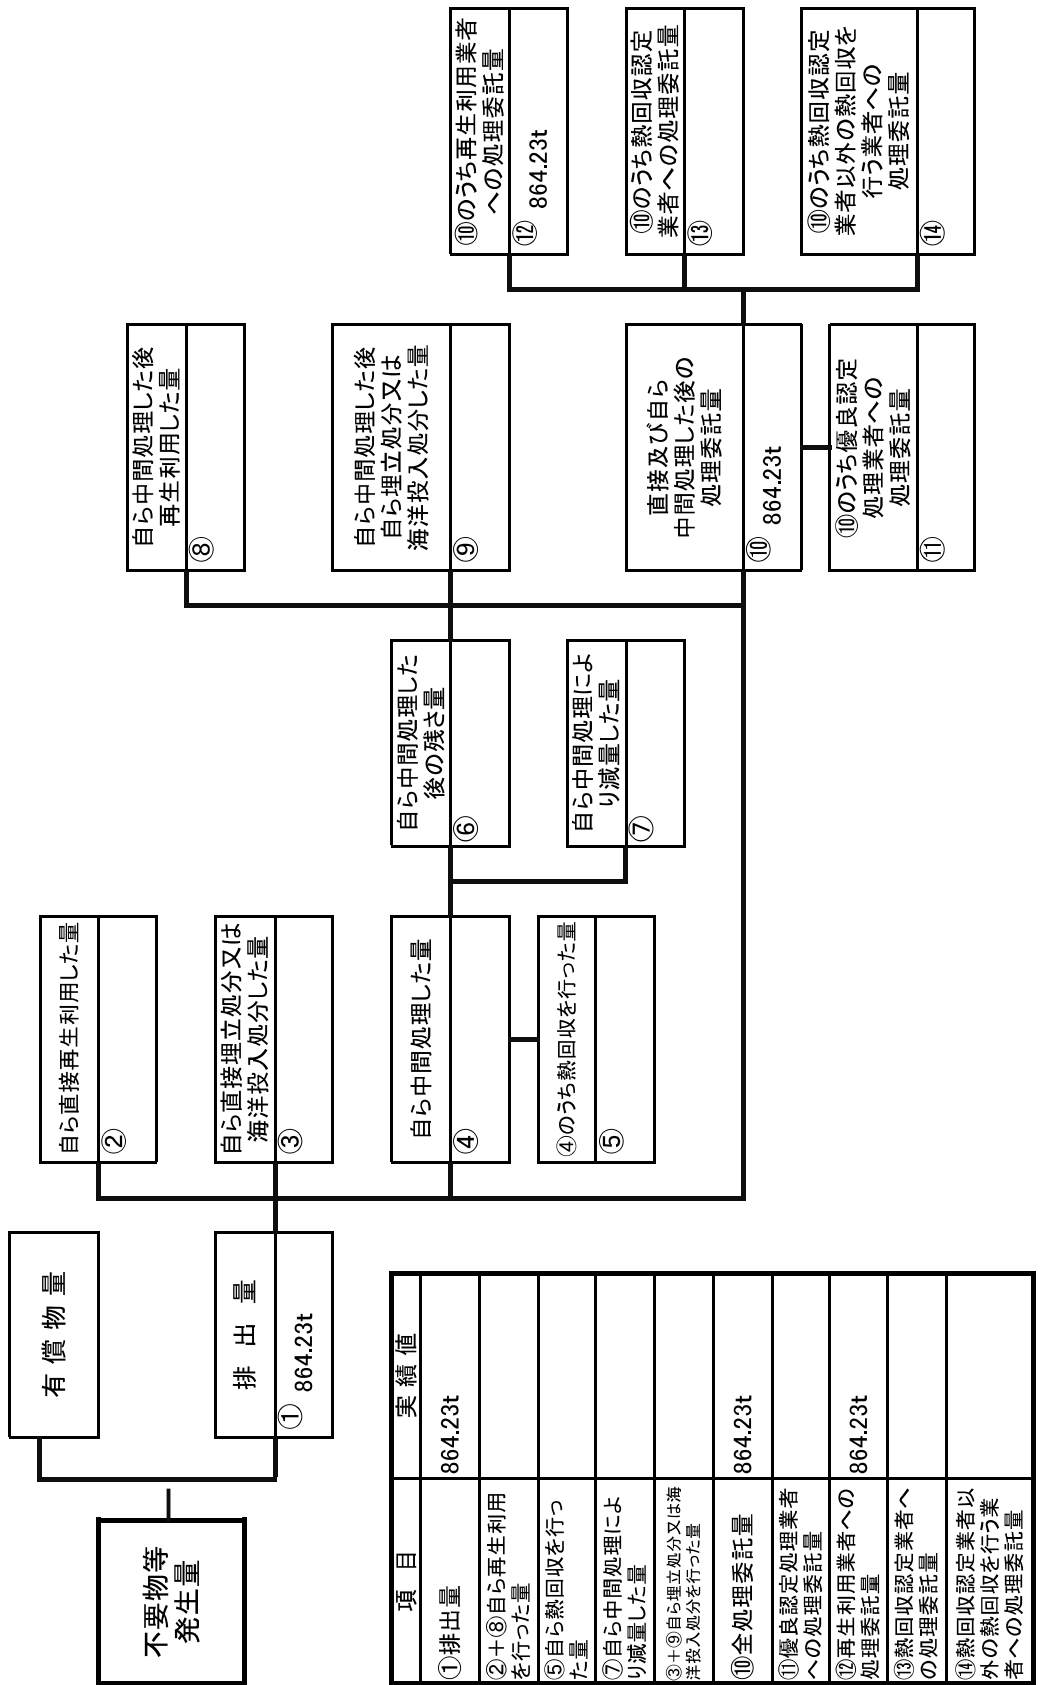 不要物等
発生量
有償物量
排出量
①
864.23t
自ら直接再生利用した量
②
自ら直接埋立処分又は
海洋投入処分した量
③
自ら中間処理した量
④
④のうち熱回収を行った量
⑤
自ら中間処理した
後の残さ量
⑥
自ら中間処理によ
り減量した量
⑦
自ら中間処理した後
再生利用した量
⑧
自ら中間処理した後
自ら埋立処分又は
海洋投入処分した量
⑨
直接及び自ら
中間処理した後の
処理委託量
⑩
864.23t
⑩のうち優良認定
処理業者への
処理委託量
⑪
⑩のうち再生利用業者
への処理委託量
⑫
864.23t
⑩のうち熱回収認定
業者への処理委託量
⑬
⑩のうち熱回収認定
業者以外の熱回収を
行う業者への
処理委託量
⑭
項目 実績値
①排出量 864.23t
②+⑧自ら再生利用
を行った量
⑤自ら熱回収を行っ
た量
⑦自ら中間処理によ
り減量した量
③+⑨自ら埋立処分又は海
洋投入処分を行った量
⑩全処理委託量 864.23t
⑪優良認定処理業者
への処理委託量
⑫再生利用業者への
処理委託量 864.23t
⑬熱回収認定業者へ
の処理委託量
⑭熱回収認定業者以
外の熱回収を行う業
者への処理委託量